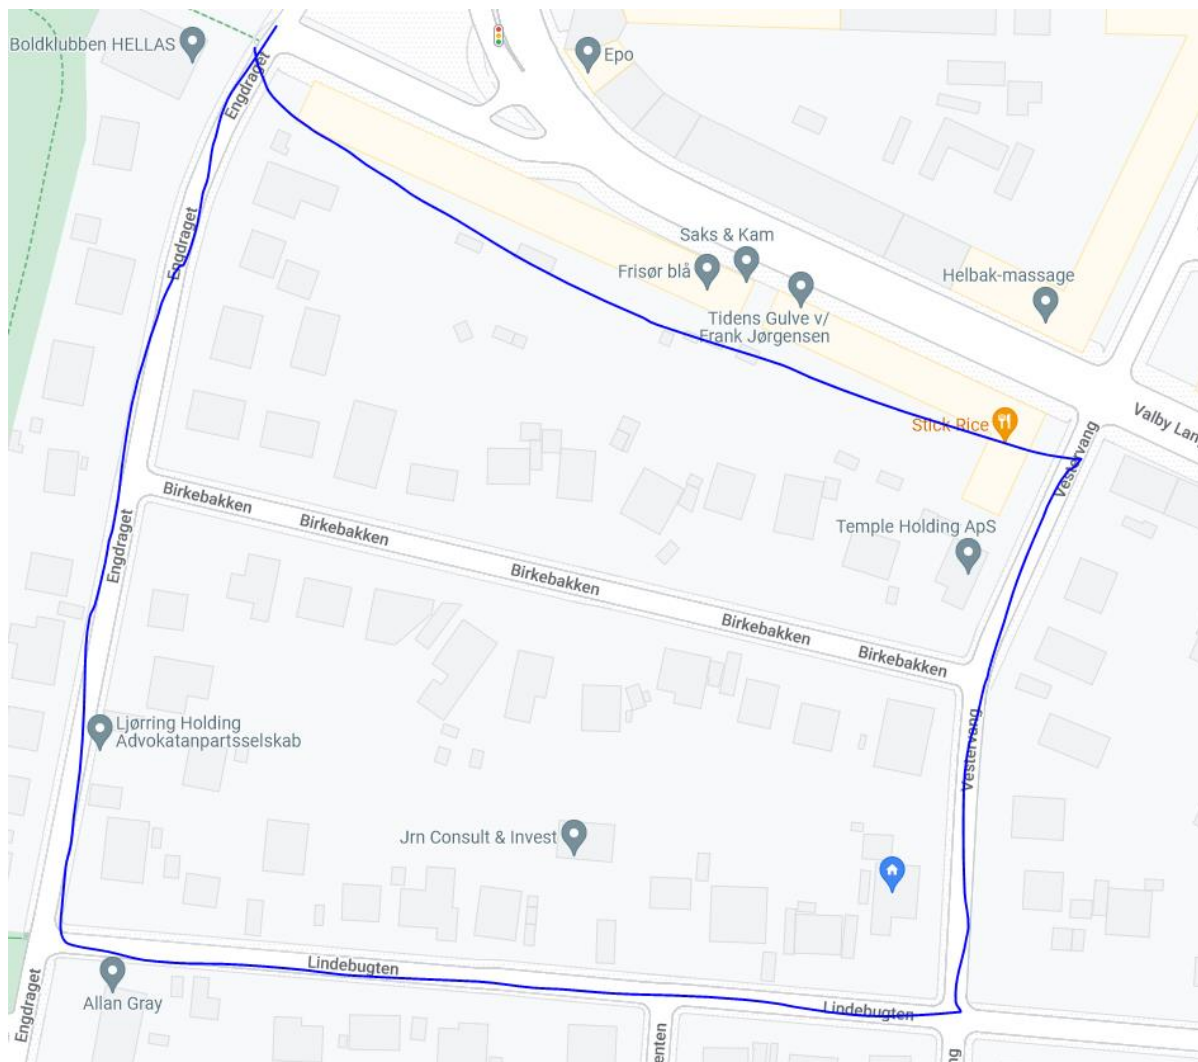 Boldklubben HELLAS
Epo
Engdraget
Saks & Kam
Engdraget
Frisør blå
Helbak-massage
Tidens Gulve v/
Frank Jørgensen
Stick Rice
Valby Lan
Vestervang
Birkebakken
Birkebakken
Engdraget
Temple Holding ApS
Birkebakken
Birkebakken
Birkebakken
Ljørring Holding
Advokatanpartsselskab
Vestervang
Jrn Consult & Invest
Lindebugten
Engdraget
Allan Gray
Lindebugten
enten
ng